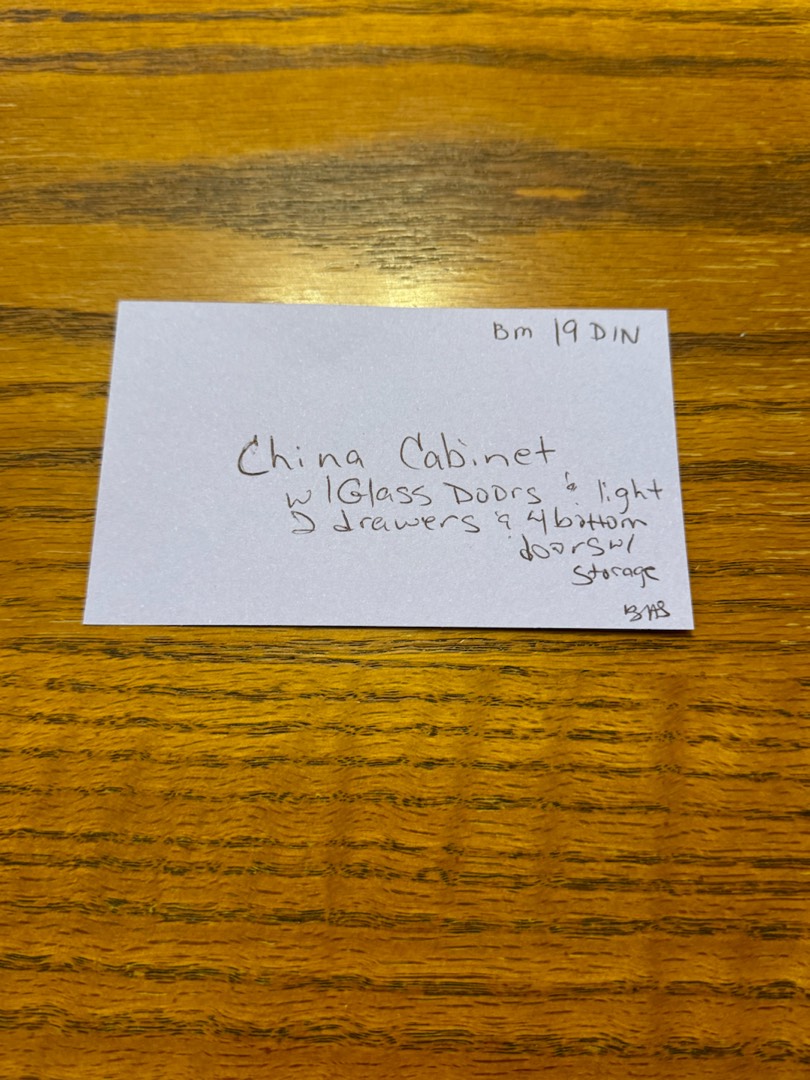 Bm 19 DIN
China Cabinet
w/Glass Doors & light
2 drawers & 4 bottom
doors w/
storage